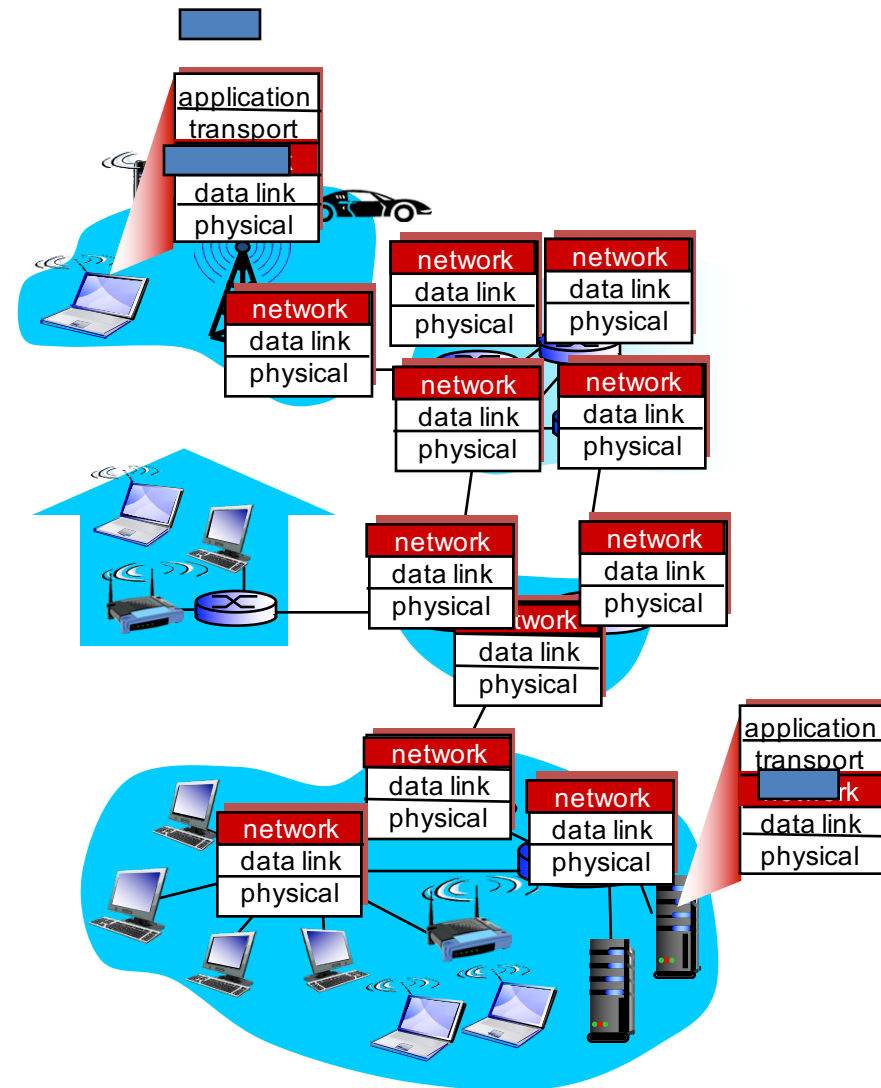 application
transport
data link
physical
network
data link
physical
network
data link
physical
network
data link
physical
network
data link
physical
network
data link
physical
network
data link
physical
network
data link
physical
data link
physical
application
transport
data link
physical
network
data link
physical
network
data link
physical
network
data link
physical